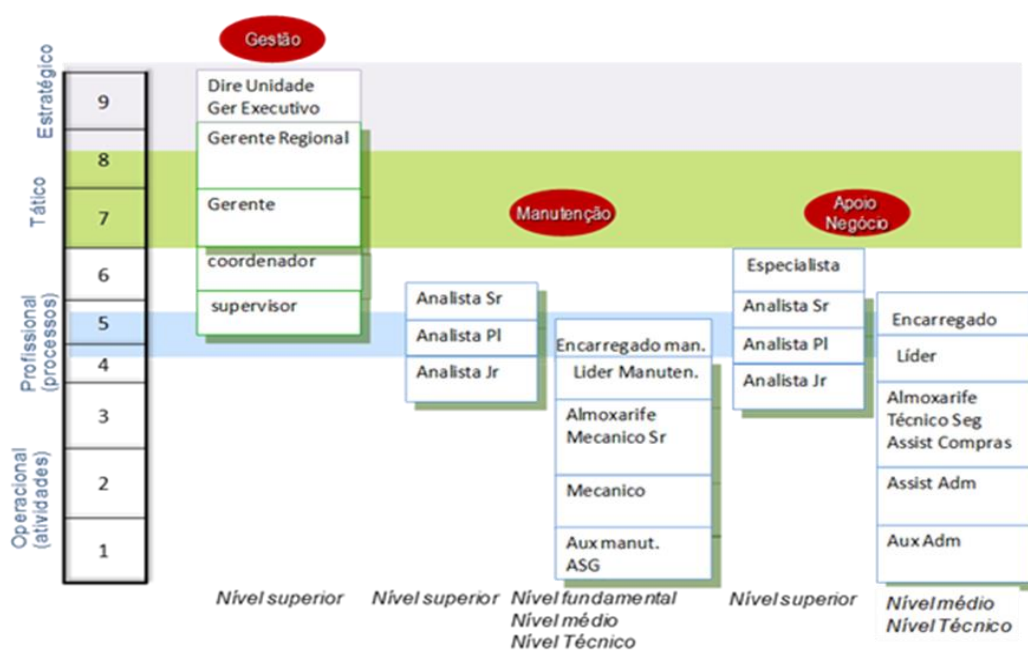 Gestão
Estratégico
9
Dire Unidade
Ger Executivo
8
Gerente Regional
Tático
7
Gerente
Manutenção
Apoio
Negócio
6
coordenador
Especialista
Profissional
(processos)
5
supervisor
Analista Sr
Analista Pl
Encarregado man.
Analista Sr
Analista Pl
Encarregado
4
Analista Jr
Lider Manuten.
Analista Jr
Líder
3
Almoxarife
Mecanico Sr
Almoxarife
Técnico Seg
Assist Compras
Operacional
(atividades)
2
Mecanico
Assist Adm
1
Aux manut.
ASG
Aux Adm
Nível superior
Nível superior
Nível fundamental
Nível médio
Nível Técnico
Nível superior
Nível médio
Nível Técnico